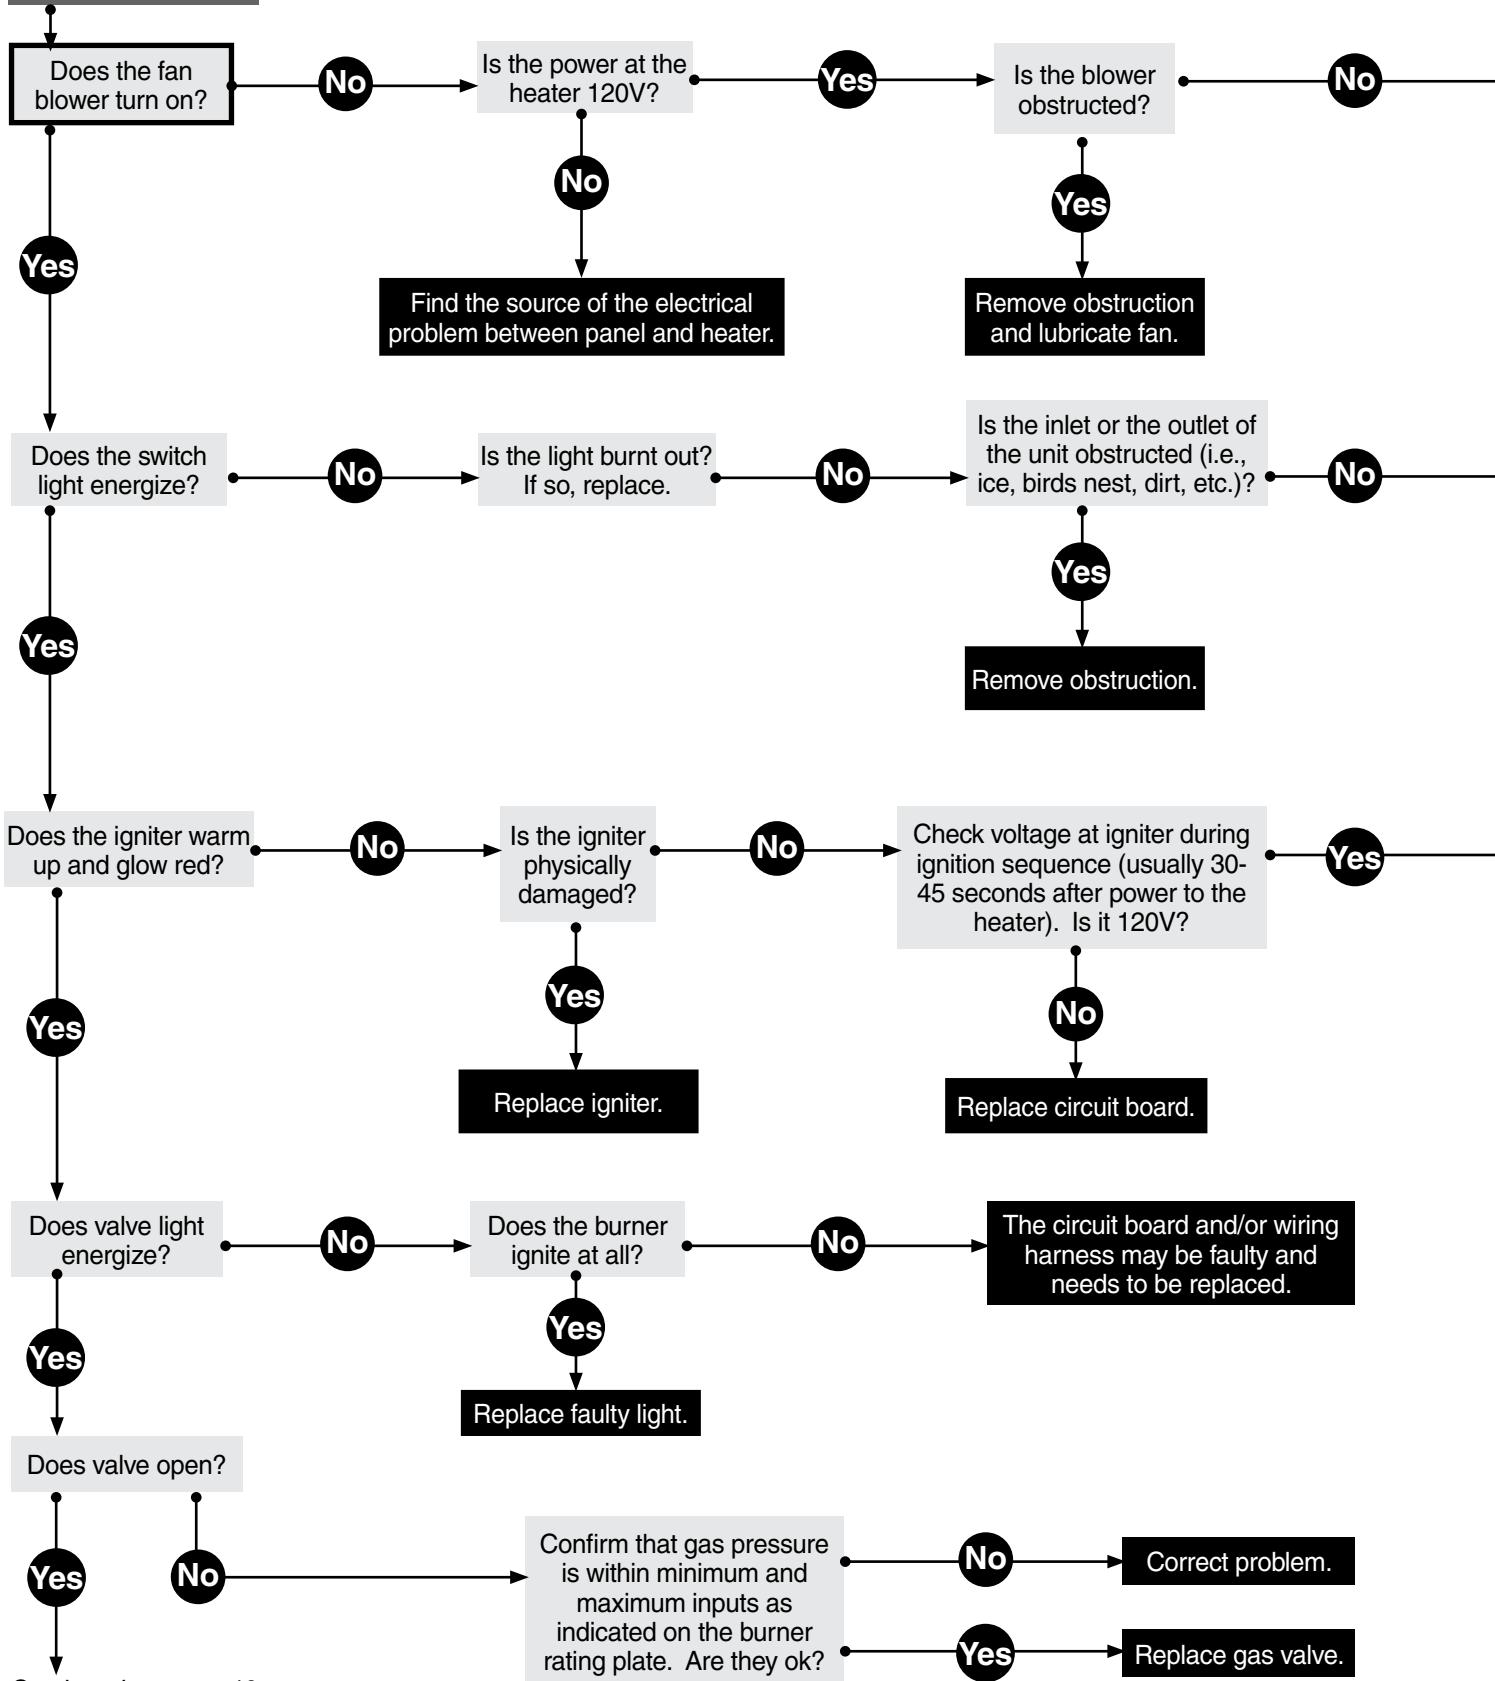 Does the fan
blower turn on?
No
Is the power at the
heater 120V?
Yes
Is the blower
obstructed?
No
No
Yes
Yes
Find the source of the electrical
problem between panel and heater.
Remove obstruction
and lubricate fan.
Does the switch
light energize?
No
Is the light burnt out?
If so, replace.
No
Is the inlet or the outlet of
the unit obstructed (i.e.,
ice, birds nest, dirt, etc.)?
No
Yes
Yes
Remove obstruction.
Does the igniter warm
up and glow red?
No
Is the igniter
physically
damaged?
No
Check voltage at igniter during
ignition sequence (usually 30-
45 seconds after power to the
heater).  Is it 120V?
Yes
Yes
No
Yes
Replace igniter.
Replace circuit board.
Does valve light
energize?
No
Does the burner
ignite at all?
No
The circuit board and/or wiring
harness may be faulty and
needs to be replaced.
Yes
Yes
Replace faulty light.
Does valve open?
Yes
No
Confirm that gas pressure
is within minimum and
maximum inputs as
indicated on the burner
rating plate.  Are they ok?
No
Correct problem.
Yes
Replace gas valve.